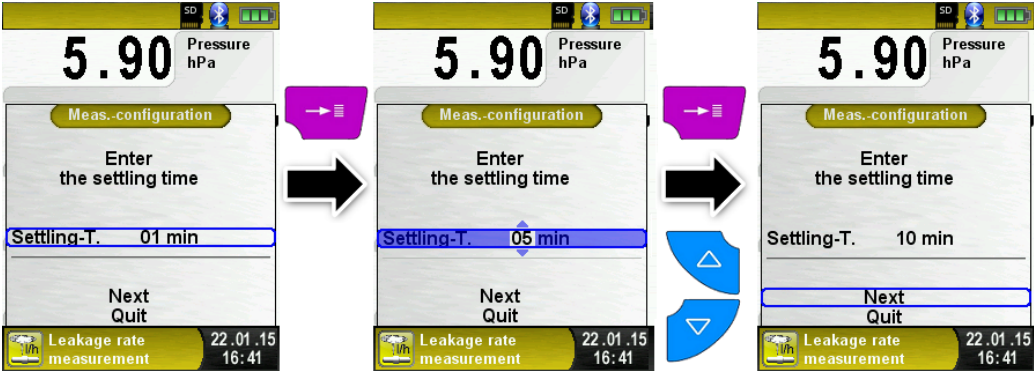 SD
5.90 Pressure
hPa
Meas.-configuration
Enter
the settling time
Settling-T. 01 min
Next
Quit
l/h Leakage rate 22.01.15
measurement 16:41
SD
5.90 Pressure
hPa
Meas.-configuration
Enter
the settling time
Settling-T. 05 min
Next
Quit
l/h Leakage rate 22.01.15
measurement 16:41
SD
5.90 Pressure
hPa
Meas.-configuration
Enter
the settling time
Settling-T. 10 min
Next
Quit
l/h Leakage rate 22.01.15
measurement 16:41